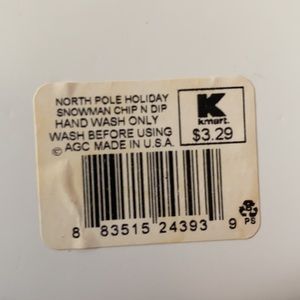 NORTH POLE HOLIDAY
SNOWMAN CHIP N DIP
HAND WASH ONLY
WASH BEFORE USING
© AGC MADE IN U.S.A.
K
kmart.
$3.29
8 83515 24393 9
6
PS